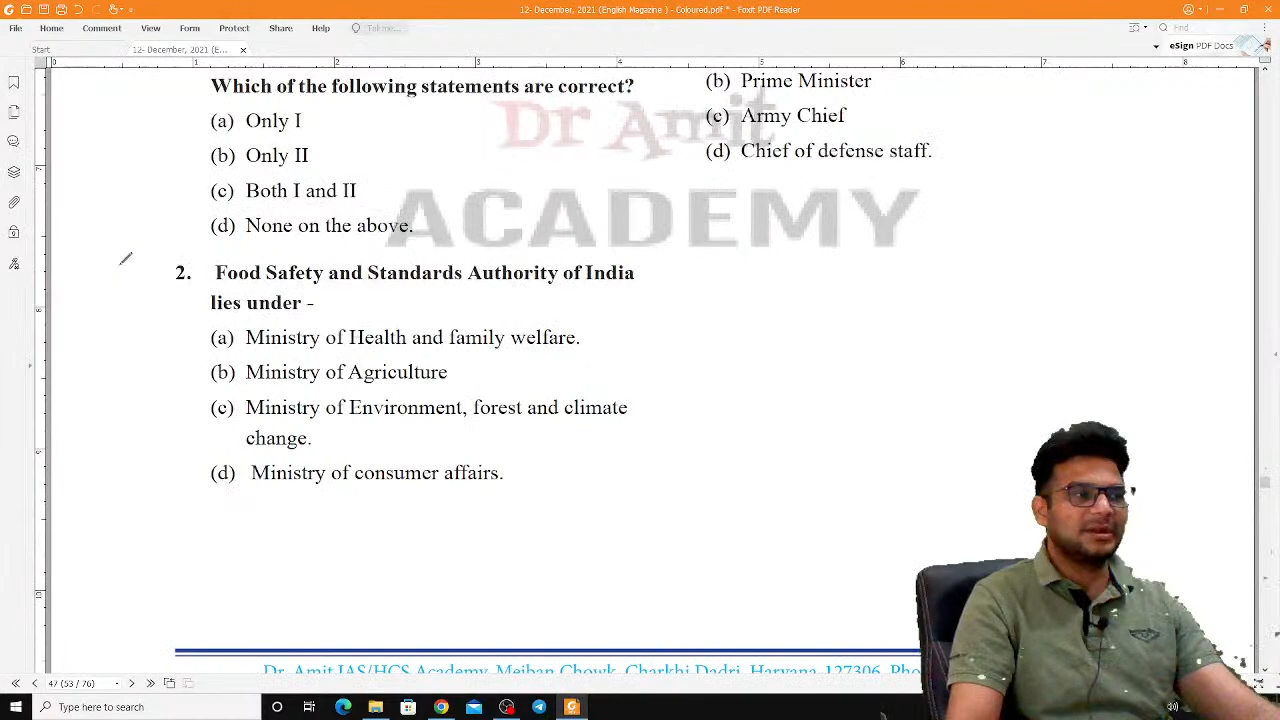 12- December, 2021 (English Magazine ) - Coloured.pdf * - Foxit PDF Reader
File Home Comment View Form Protect Share Help Tell me... Find
Start 12- December, 2021 (E... eSign PDF Docs
Which of the following statements are correct?
(a) Only I
(b) Only II
(c) Both I and II
(d) None on the above.
2. Food Safety and Standards Authority of India
lies under -
(a) Ministry of Health and family welfare.
(b) Ministry of Agriculture
(c) Ministry of Environment, forest and climate
change.
(d) Ministry of consumer affairs.
(b) Prime Minister
(c) Army Chief
(d) Chief of defense staff.
Dr Amit
ACADEMY
Dr. Amit IAS/HCS Academy, Mejban Chowk, Charkhi Dadri, Haryana-127306, Pho
47 (53 / 76)
Type here to search